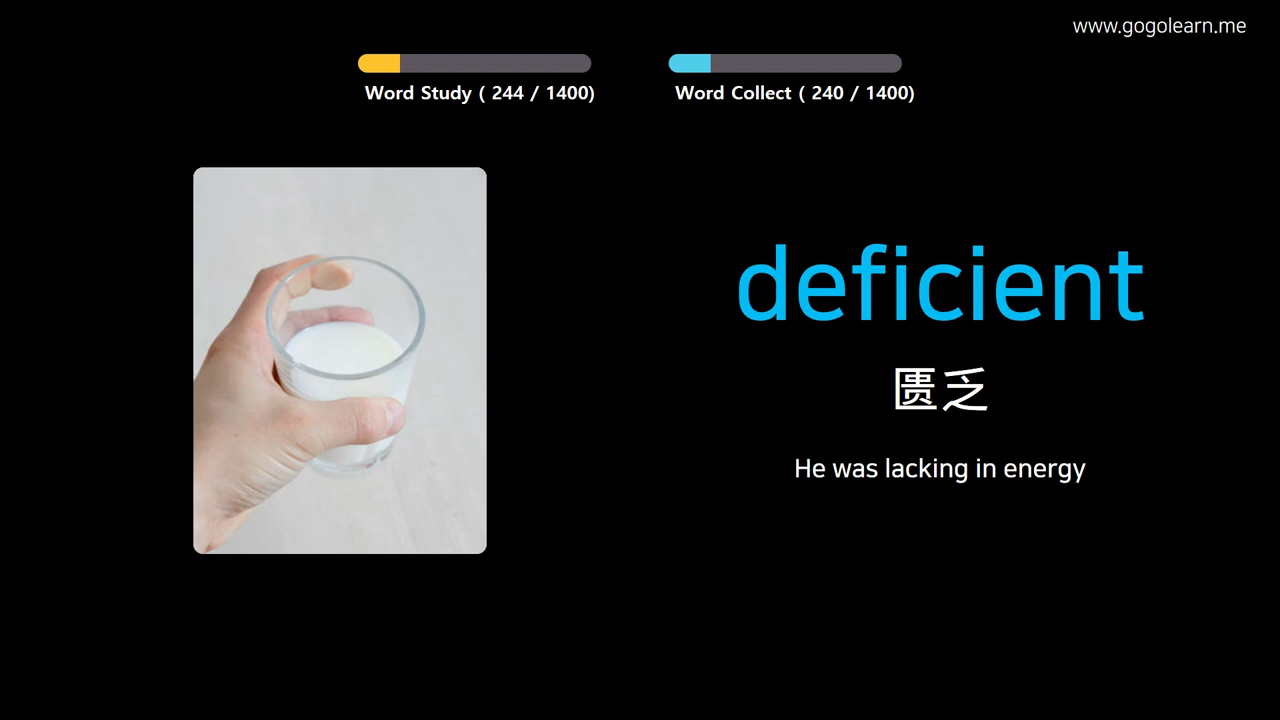 www.gogolearn.me
Word Study ( 244 / 1400)
Word Collect ( 240 / 1400)
deficient
匮乏
He was lacking in energy